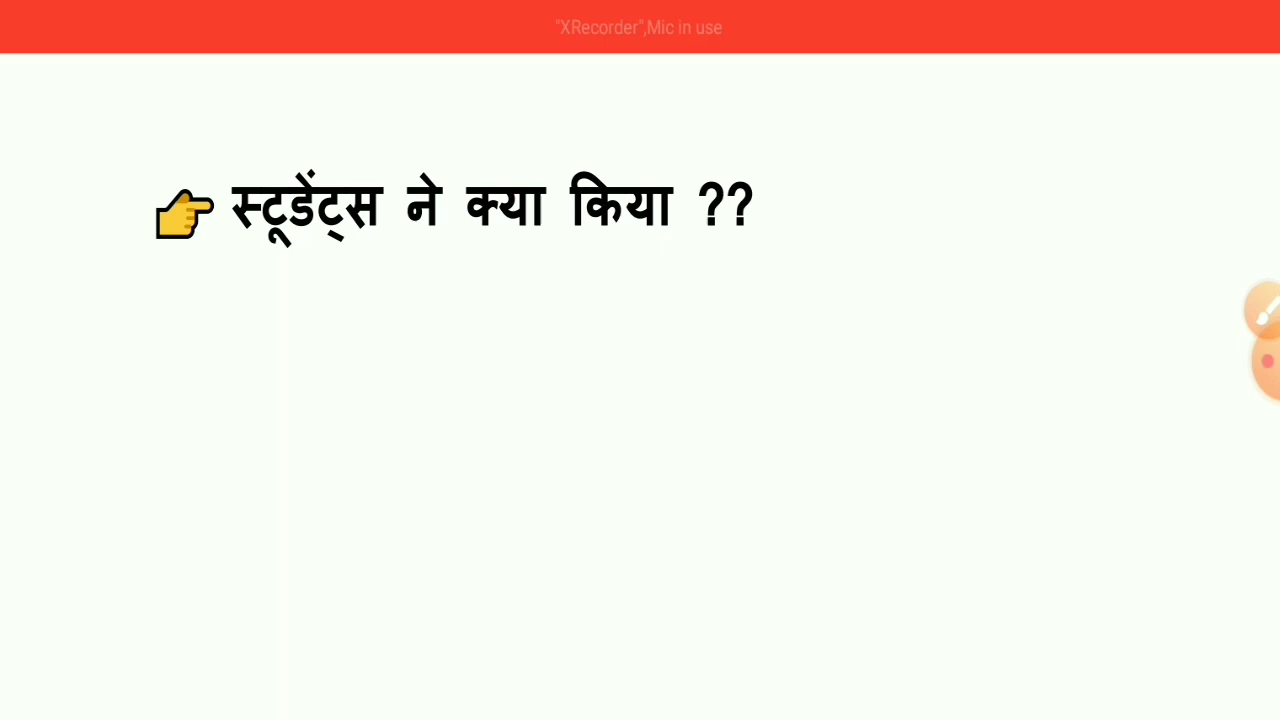 "XRecorder",Mic in use
👉 स्टूडेंट्स ने क्या किया ??